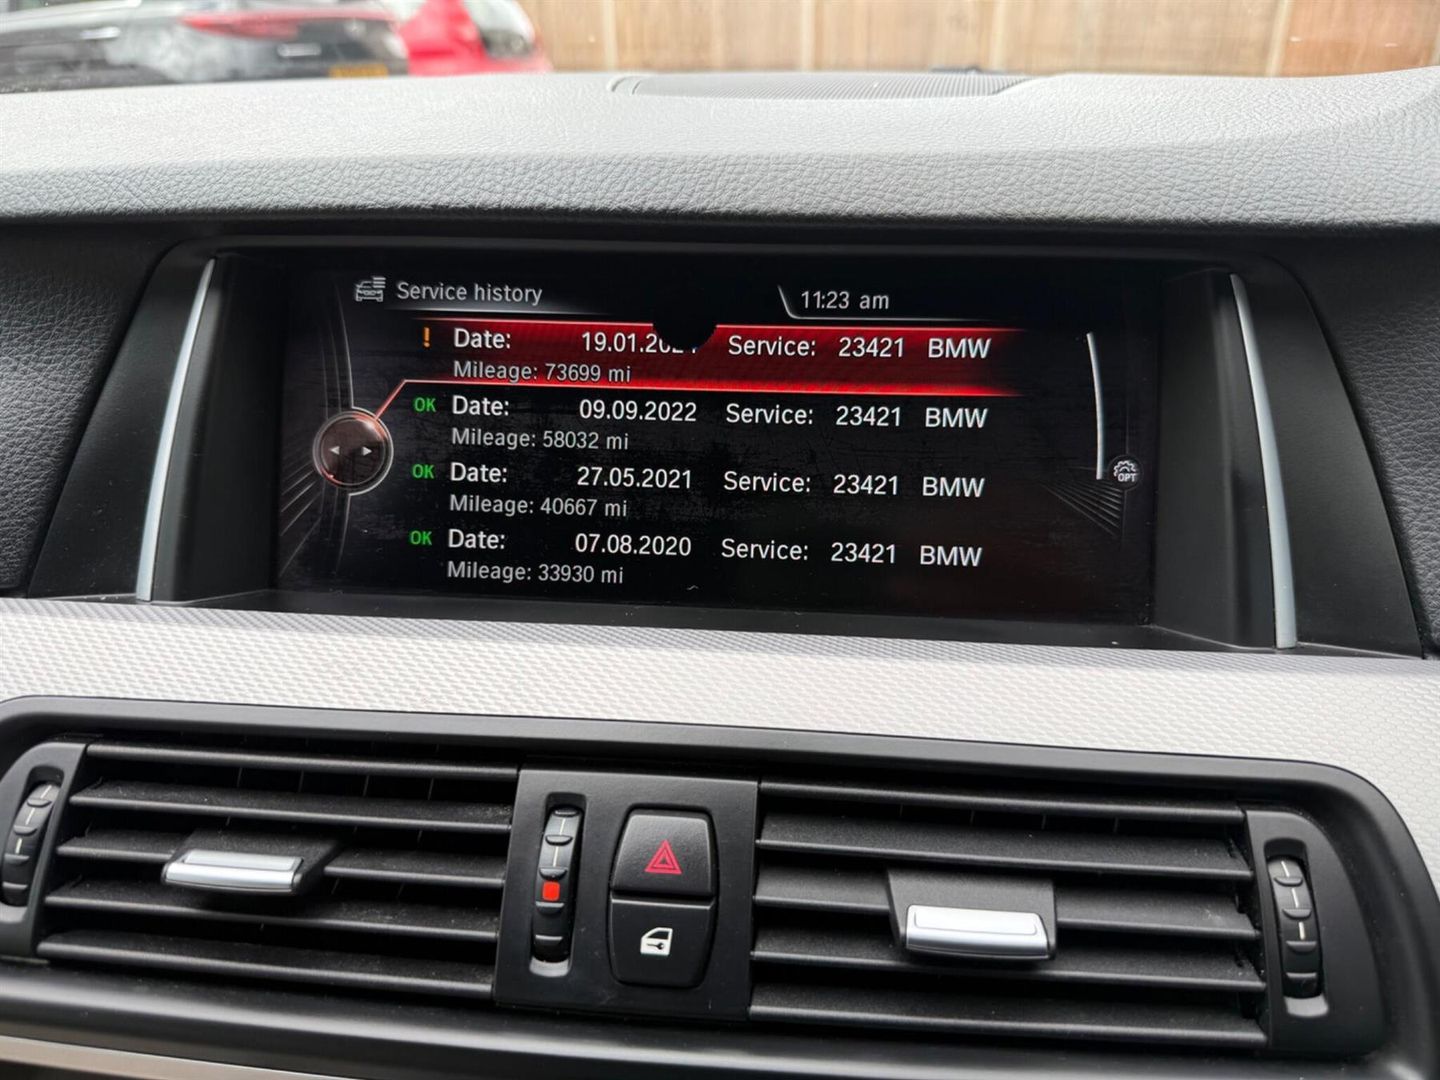 Service history
11:23 am
! Date: Service: 23421 BMW
Mileage: 73699 mi
OK Date: 09.09.2022 Service: 23421 BMW
Mileage: 58032 mi
OK Date: 27.05.2021 Service: 23421 BMW
Mileage: 40667 mi
OPT
OK Date: 07.08.2020 Service: 23421 BMW
Mileage: 33930 mi